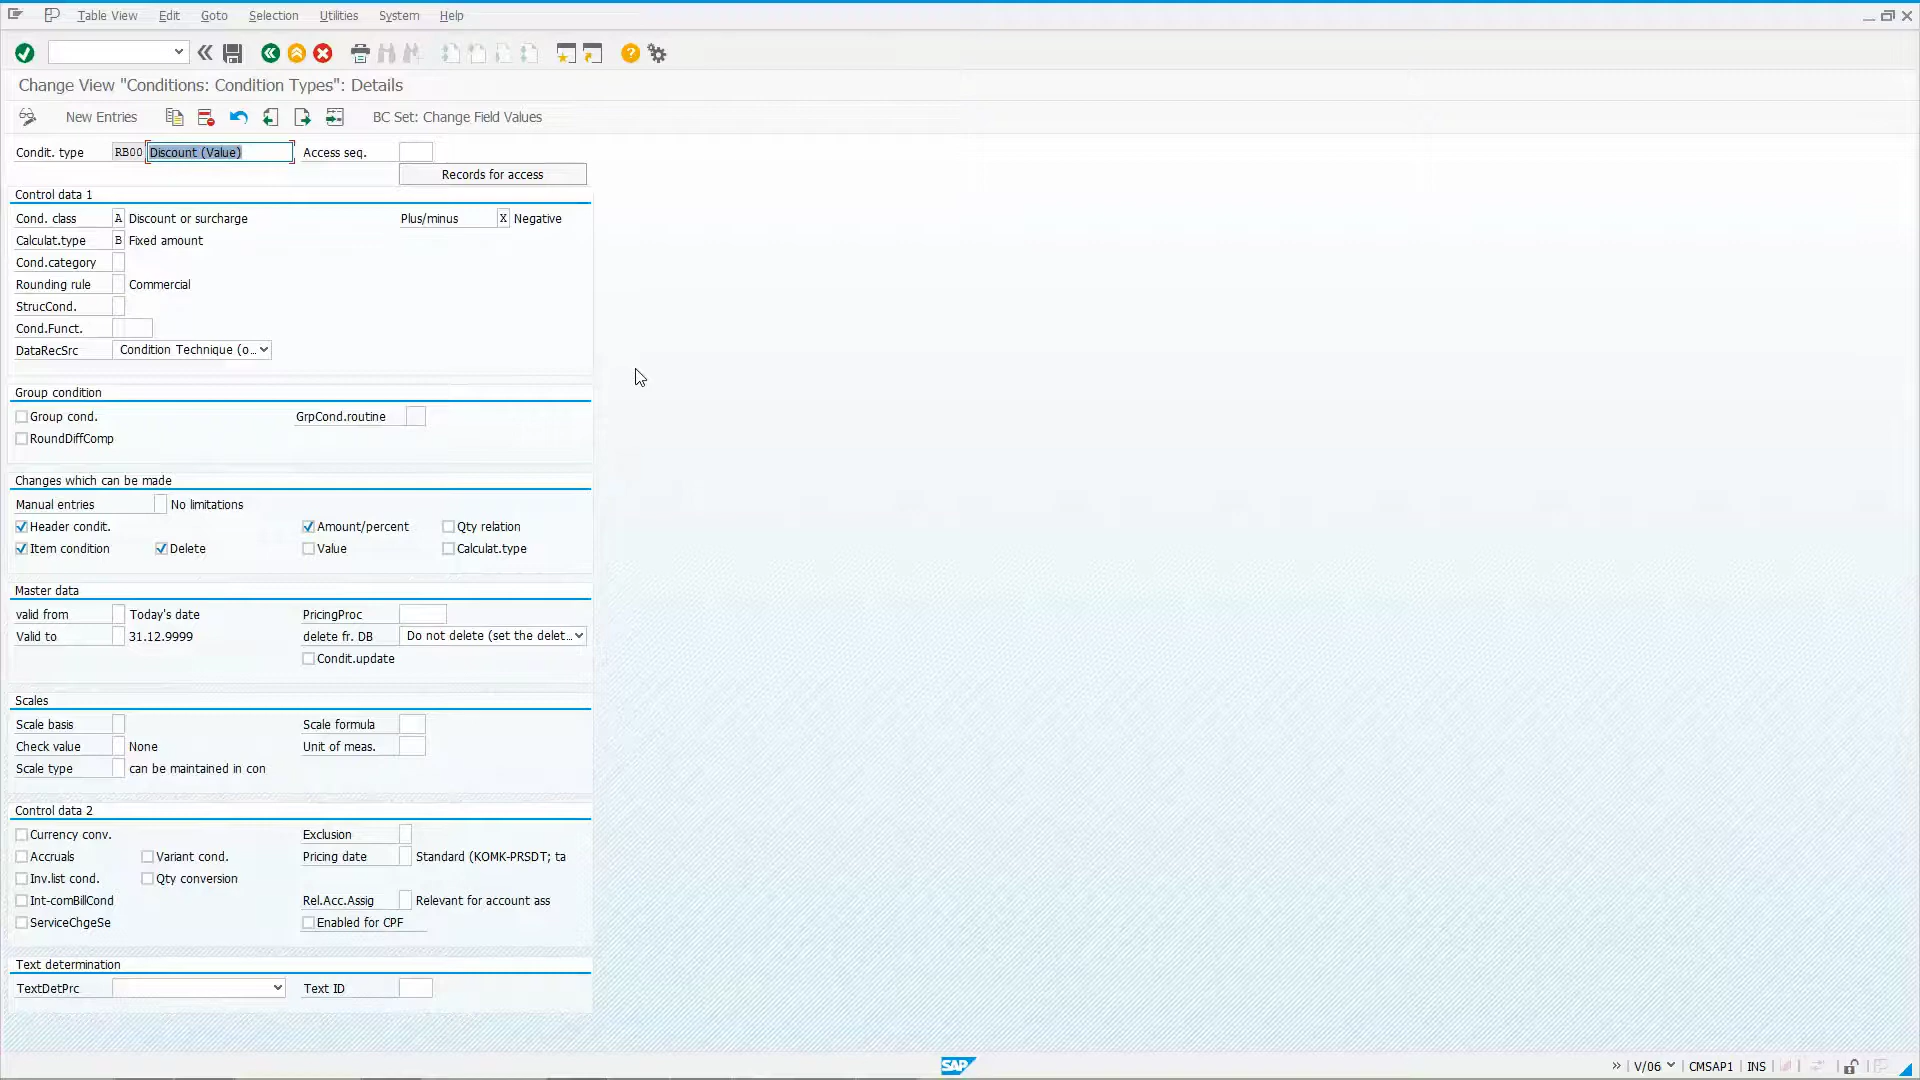 Table View Edit Goto Selection Utilities System Help
Change View "Conditions: Condition Types": Details
New Entries BC Set: Change Field Values
Condit. type RB00 Discount (Value) Access seq.
Records for access
Control data 1
Cond. class A Discount or surcharge Plus/minus X Negative
Calculat.type B Fixed amount
Cond.category
Rounding rule Commercial
StrucCond.
Cond.Funct.
DataRecSrc Condition Technique (o...
Group condition
Group cond. GrpCond.routine
RoundDiffComp
Changes which can be made
Manual entries No limitations
Header condit. Amount/percent Qty relation
Item condition Delete Value Calculat.type
Master data
valid from Today's date PricingProc
Valid to 31.12.9999 delete fr. DB Do not delete (set the delet...
Condit.update
Scales
Scale basis Scale formula
Check value None Unit of meas.
Scale type can be maintained in con
Control data 2
Currency conv. Exclusion
Accruals Variant cond. Pricing date Standard (KOMK-PRSDT; ta
Inv.list cond. Qty conversion
Int-comBillCond Rel.Acc.Assig Relevant for account ass
ServiceChgeSe Enabled for CPF
Text determination
TextDetPrc Text ID
SAP V/06 CMSAP1 INS